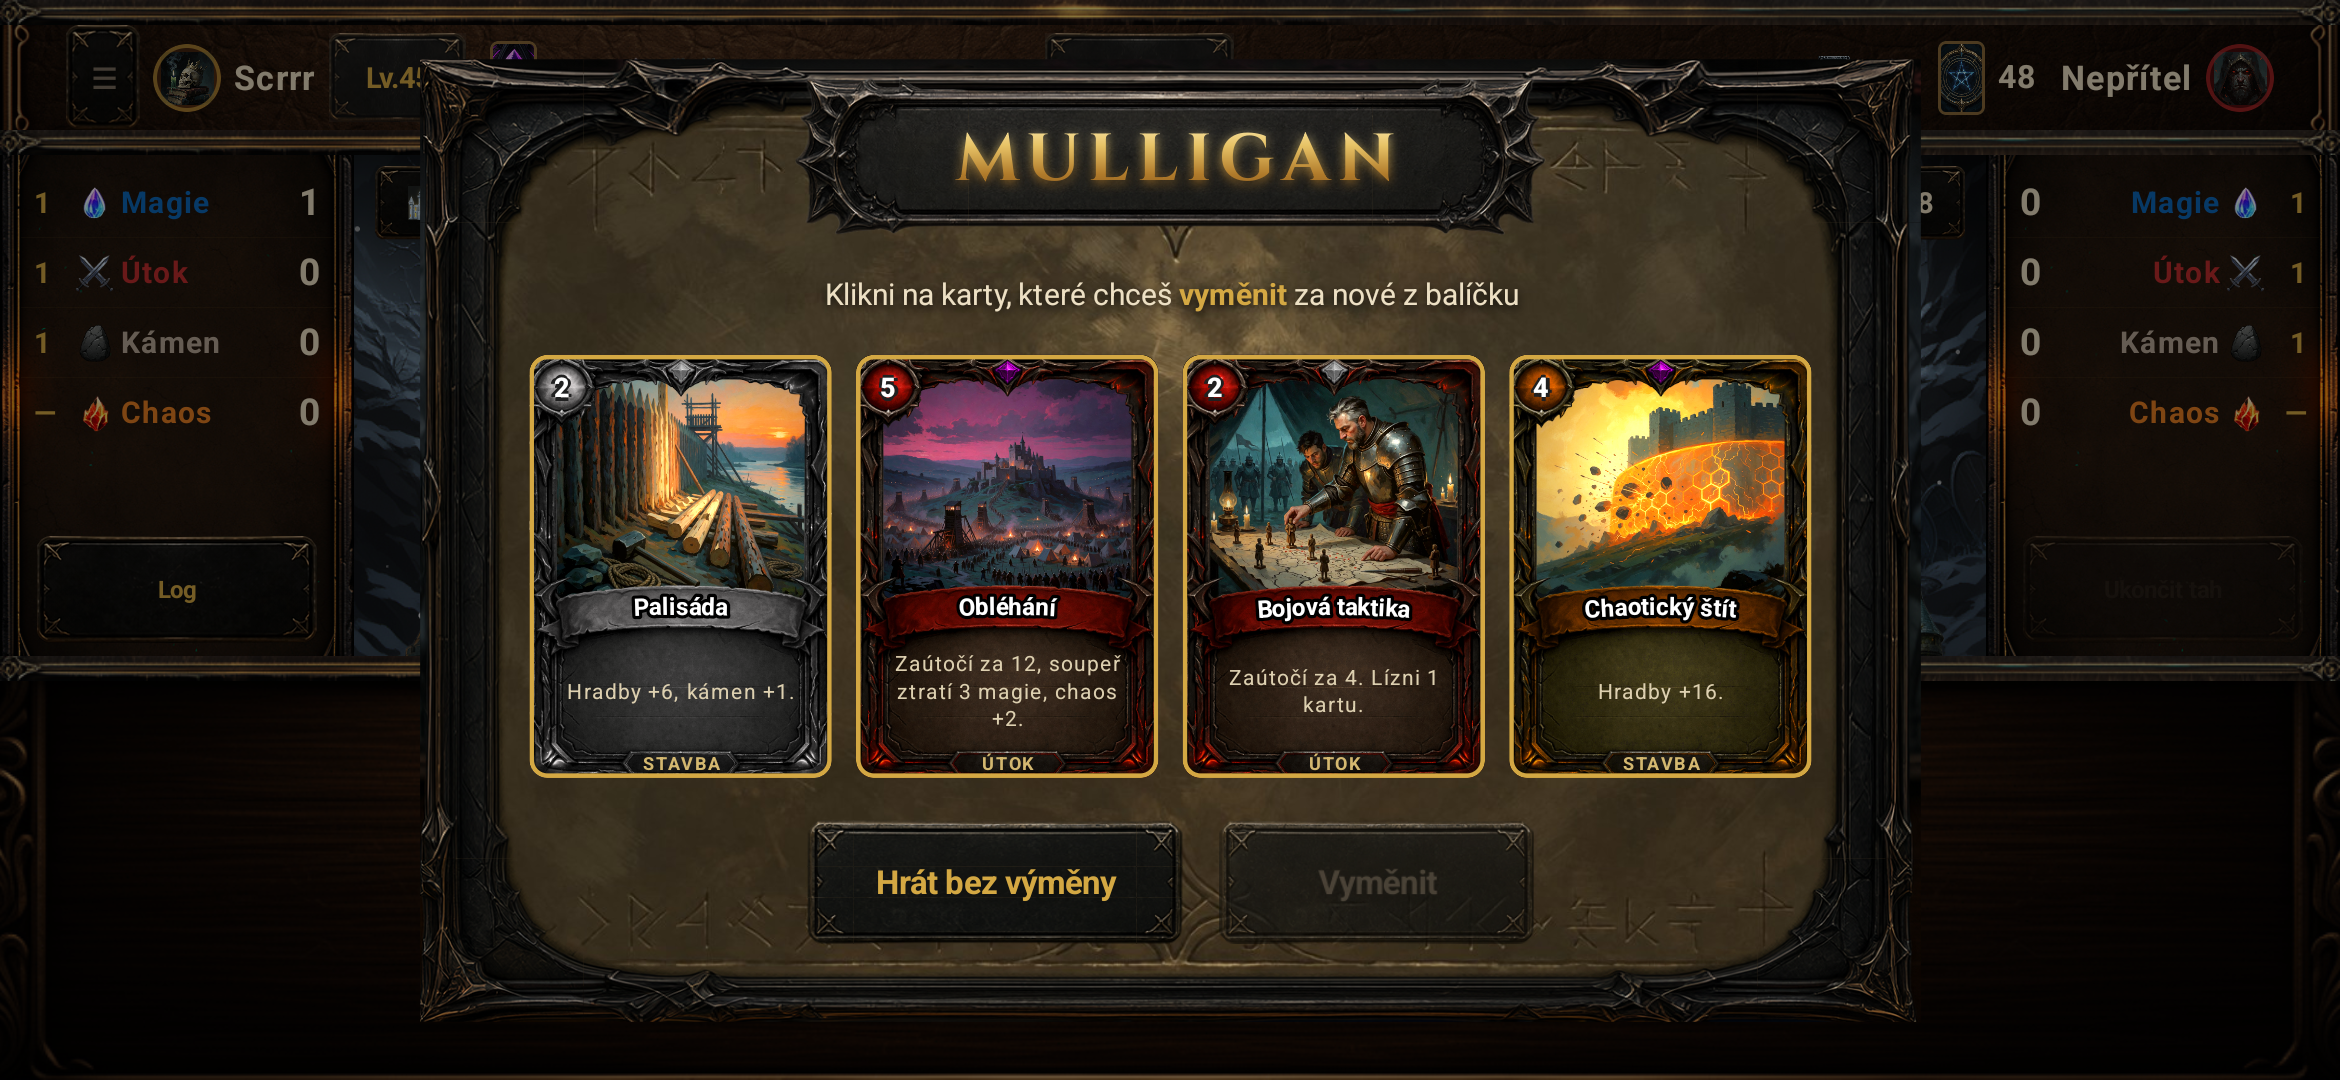 Scrrr
Lv.45
48
Nepřítel
MULLIGAN
1 Magie 1
1 Útok 0
1 Kámen 0
– Chaos 0
Log
8
0 Magie 1
0 Útok 1
0 Kámen 1
0 Chaos –
Ukončit tah
Klikni na karty, které chceš vyměnit za nové z balíčku
2
Palisáda
Hradby +6, kámen +1.
STAVBA
5
Obléhání
Zaútočí za 12, soupeř
ztratí 3 magie, chaos
+2.
ÚTOK
2
Bojová taktika
Zaútočí za 4. Lízni 1
kartu.
ÚTOK
4
Chaotický štít
Hradby +16.
STAVBA
Hrát bez výměny
Vyměnit